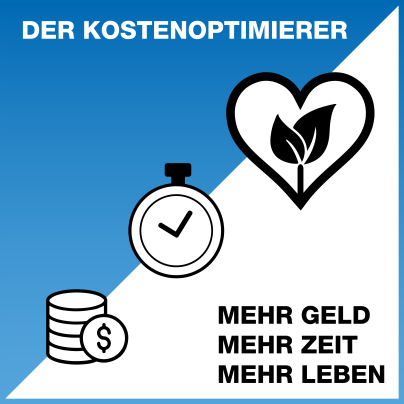 DER KOSTENOPTIMIERER
$
MEHR GELD
MEHR ZEIT
MEHR LEBEN